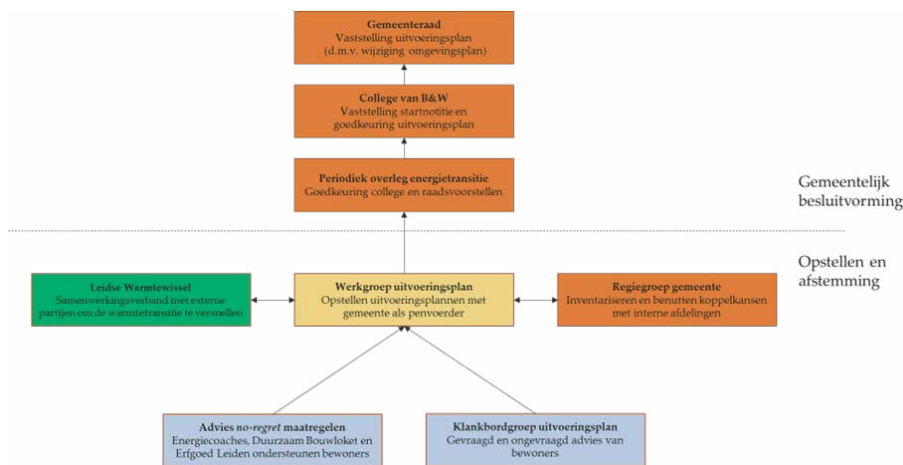 Gemeenteraad
Vaststelling uitvoeringsplan
(d.m.v. wijziging omgevingsplan)
College van B&W
Vaststelling startnotitie en
goedkeuring uitvoeringsplan
Periodiek overleg energietransitie
Goedkeuring college en raadsvoorstellen
Gemeentelijk
besluitvorming
Opstellen en
afstemming
Leidse Warmtewissel
Samenwerkingsverband met externe
partijen om de warmtetransitie te versnellen
Werkgroep uitvoeringsplan
Opstellen uitvoeringsplannen met
gemeente als penvoerder
Regiegroep gemeente
Inventariseren en benutten koppelkansen
met interne afdelingen
Advies no-regret maatregelen
Energiecoaches, Duurzaam Bouwloket en
Erfgoed Leiden ondersteunen bewoners
Klankbordgroep uitvoeringsplan
Gevraagd en ongevraagd advies van
bewoners